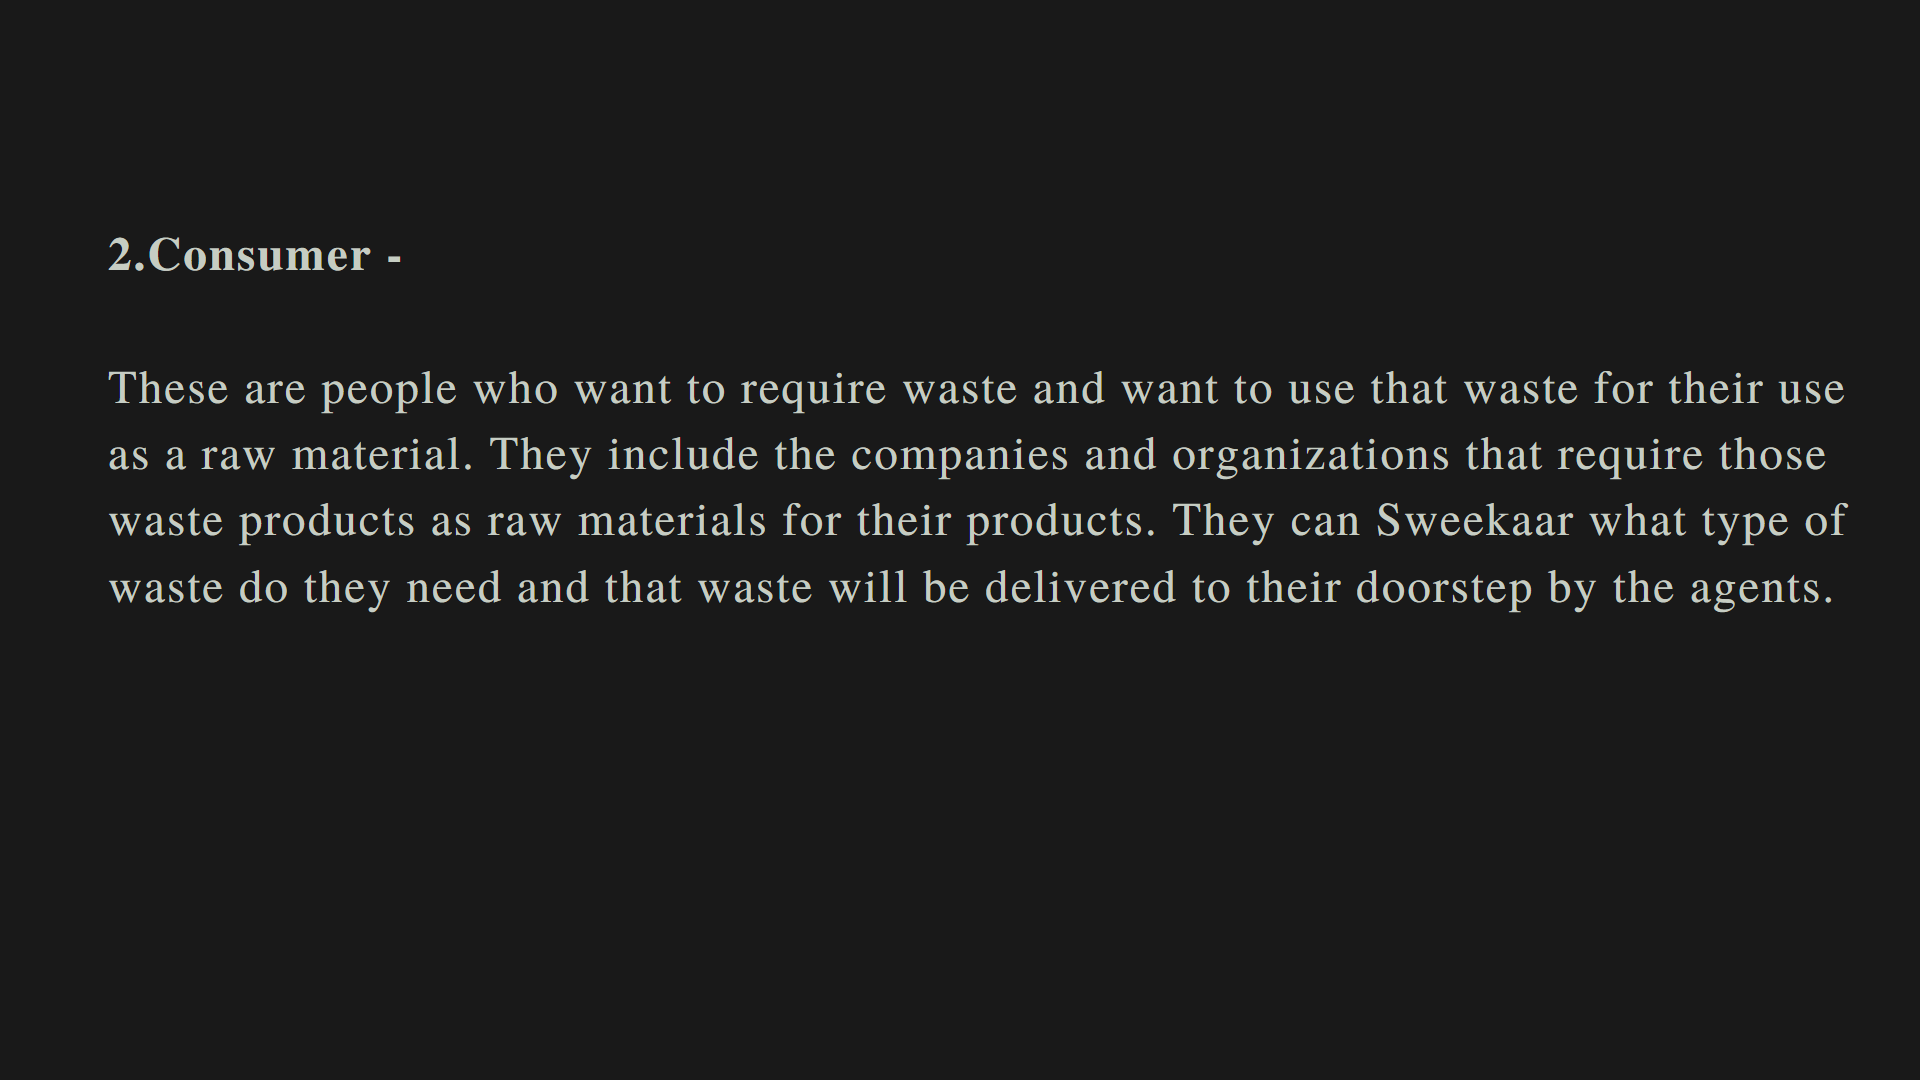 2.Consumer -
These are people who want to require waste and want to use that waste for their use
as a raw material. They include the companies and organizations that require those
waste products as raw materials for their products. They can Sweekaar what type of
waste do they need and that waste will be delivered to their doorstep by the agents.